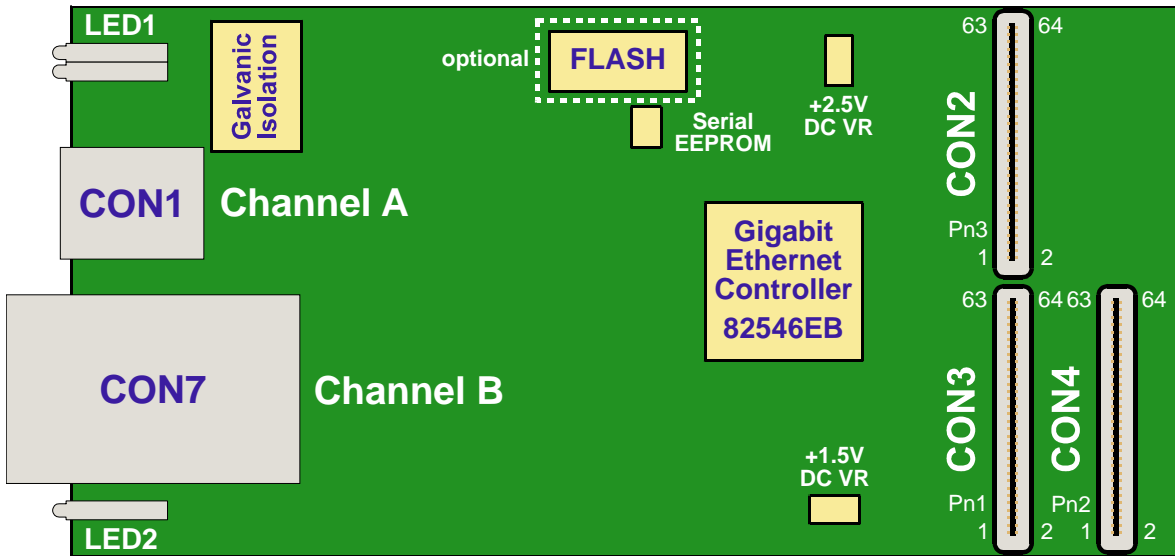 LED1
Galvanic
Isolation
optional
FLASH
Serial
EEPROM
+2.5V
DC VR
63
64
CON2
Pn3
1
2
CON1
Channel A
Gigabit
Ethernet
Controller
82546EB
CON7
Channel B
+1.5V
DC VR
63
64
CON3
Pn1
1
2
63
64
CON4
Pn2
1
2
LED2